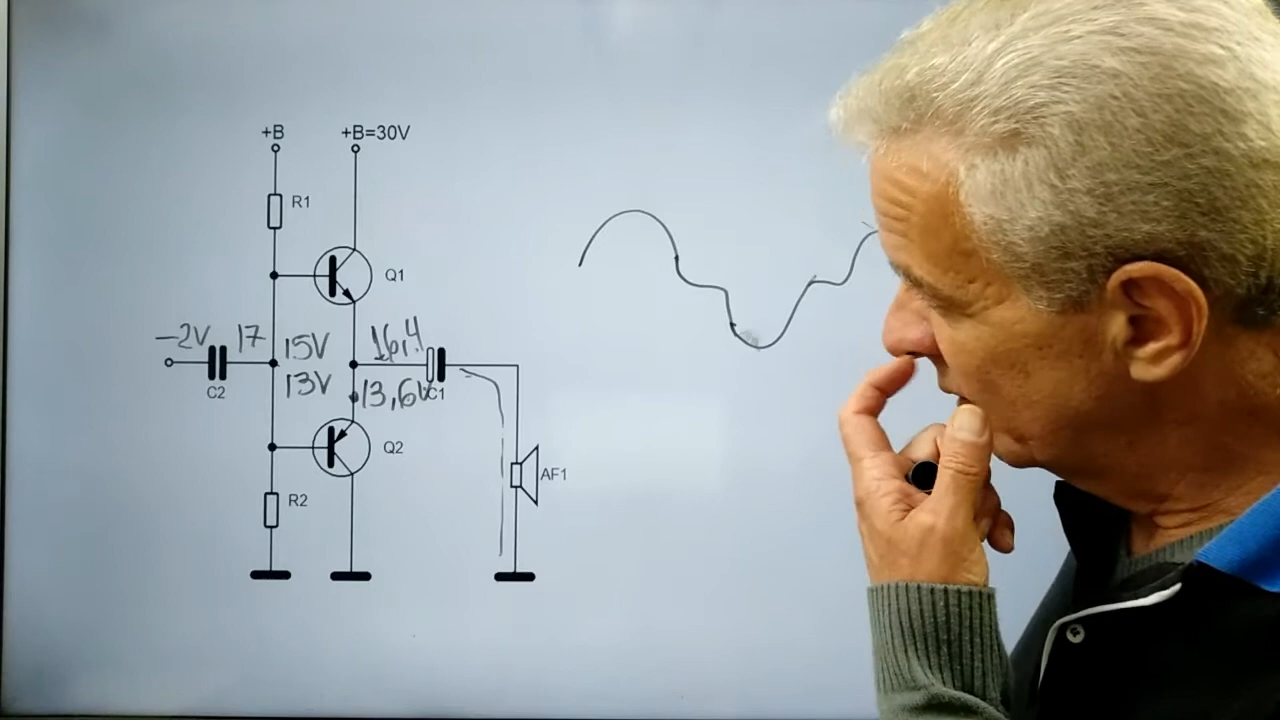 +B
+B=30V
R1
Q1
-2V
17
15V
16,4
C2
13V
13,6V
C1
Q2
AF1
R2